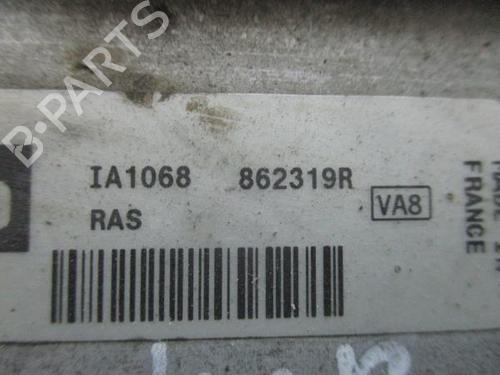 B-PARTS
IA1068 862319R
RAS
VA8
FRANCE